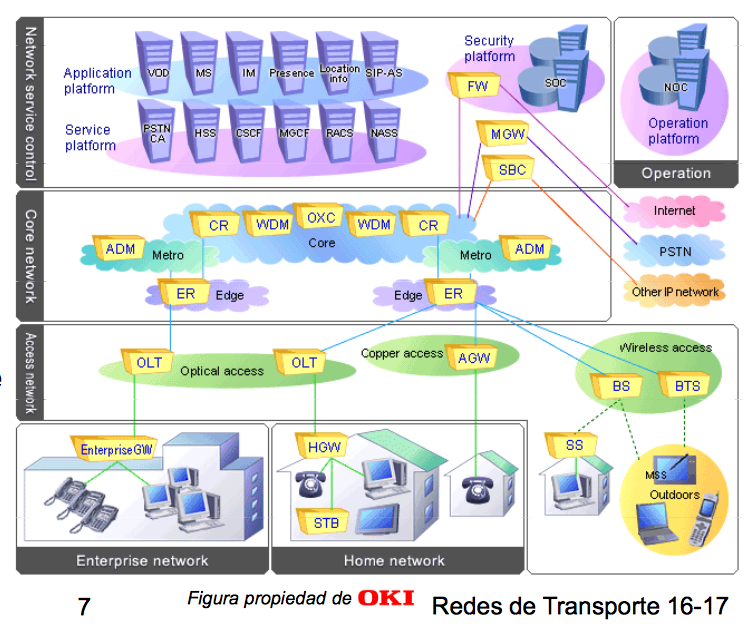 Network service control
Application
platform
VOD
MS
IM
Presence
Location
info
SIP-AS
Service
platform
PSTN
CA
HSS
CSCF
MGCF
RACS
NASS
Security
platform
FW
SOC
MGW
SBC
NOC
Operation
platform
Operation
Core network
ADM
CR
WDM
OXC
WDM
CR
ADM
Metro
Core
Metro
ER
Edge
Edge
ER
Internet
PSTN
Other IP network
Access network
OLT
Optical access
OLT
Copper access
AGW
Wireless access
BS
BTS
EnterpriseGW
Enterprise network
HGW
STB
Home network
SS
MSS
Outdoors
e
7
Figura propiedad de OKI
Redes de Transporte 16-17